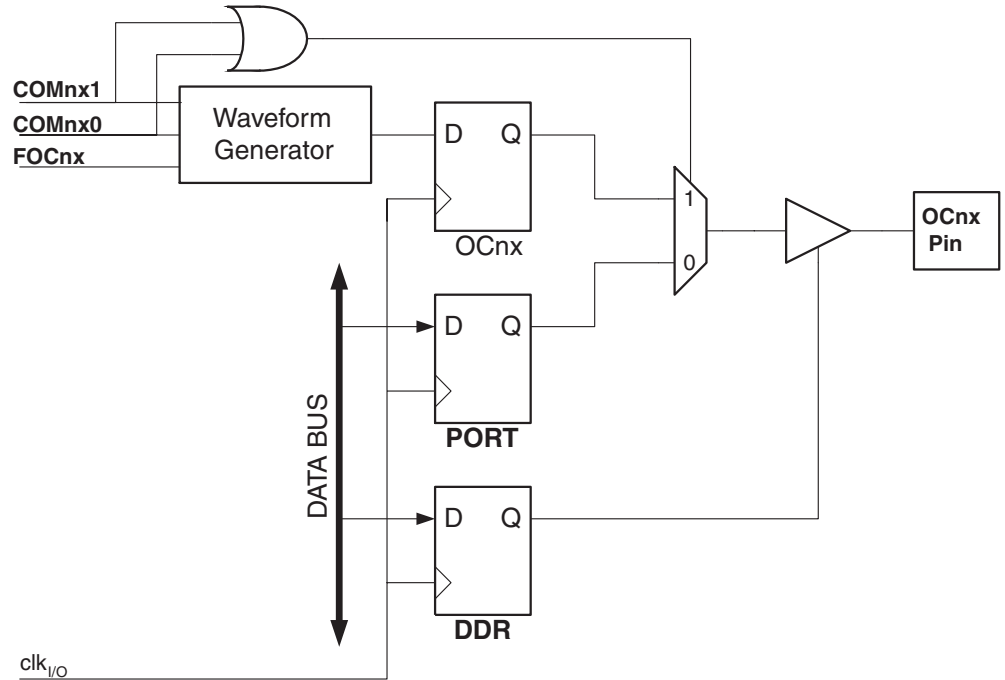 COMnx1
COMnx0
FOCnx
Waveform
Generator
D Q
OCnx
1
0
OCnx
Pin
D Q
PORT
DATA BUS
D Q
DDR
clkI/O